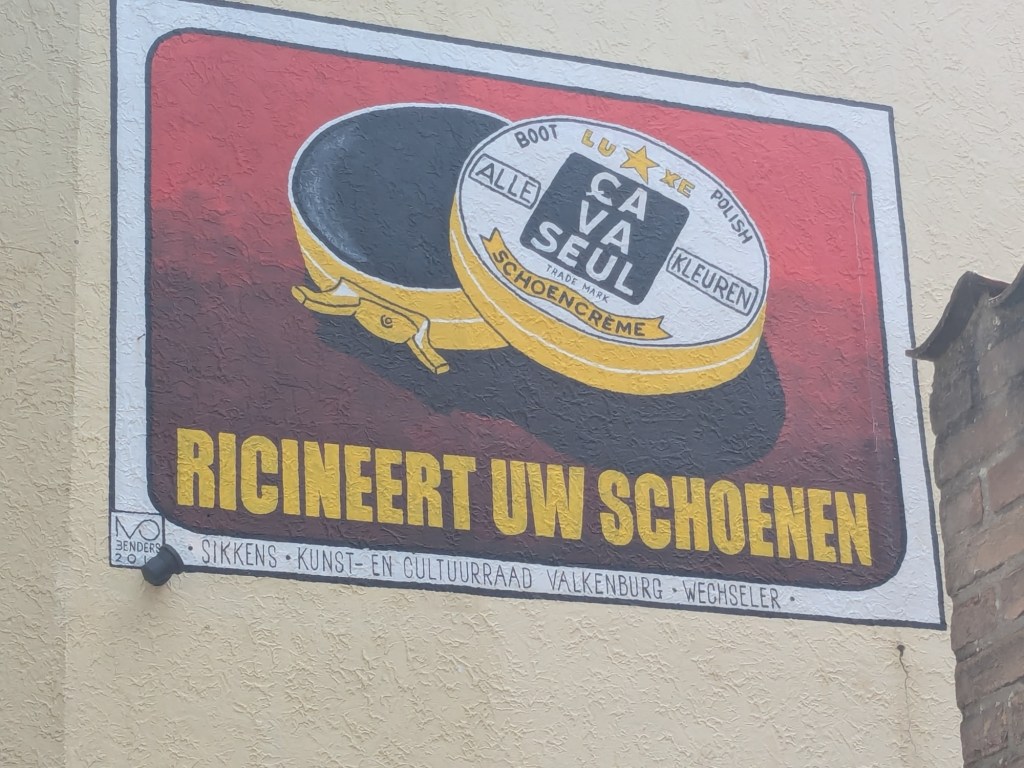 BOOT LU XE POLISH
ALLE
ÇA
VA
SEUL
KLEUREN
TRADE MARK
SCHOENCRÈME
RICINEERT UW SCHOENEN
MO
BENDERS
• SIKKENS • KUNST- EN CULTUURRAAD VALKENBURG • WECHSELER •